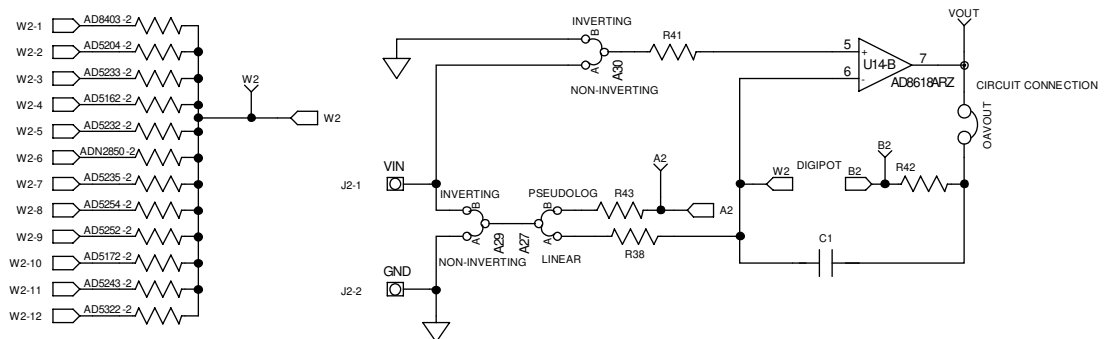 W2-1 AD8403-2
W2-2 AD5204-2
W2-3 AD5233-2
W2-4 AD5162-2
W2-5 AD5232-2
W2-6 ADN2850-2
W2-7 AD5235-2
W2-8 AD5254-2
W2-9 AD5252-2
W2-10 AD5172-2
W2-11 AD5243-2
W2-12 AD5322-2
W2
W2
INVERTING
B
A
A30
NON-INVERTING
R41
VOUT
5
+
6
-
7
U14-B
AD8618ARZ
CIRCUIT CONNECTION
OAVOUT
VIN
J2-1
INVERTING
B
A
A29
NON-INVERTING
GND
J2-2
PSEUDOLOG
B
A
A27
LINEAR
R43
R38
A2
A2
W2
DIGIPOT
B2
B2
R42
C1